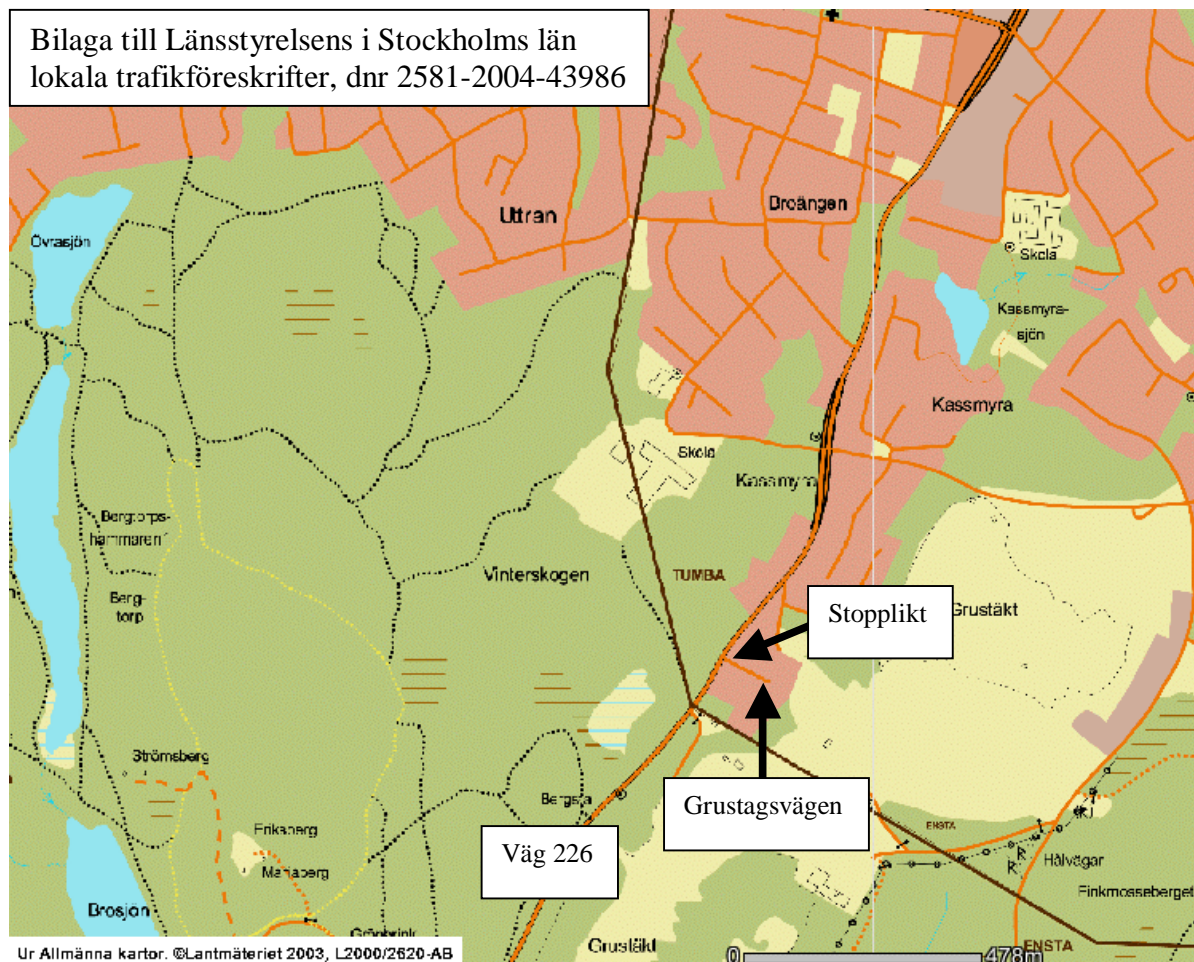 Bilaga till Länsstyrelsens i Stockholms län
lokala trafikföreskrifter, dnr 2581-2004-43986
Uttran
Broängen
Övrasjön
Skola
Kassmyra-
sjön
Kassmyra
Skola
Kassmyra
Bergtorps-
hammaren
Vinterskogen
TUMBA
Berg-
torp
Stopplikt
Grustäkt
Strömsberg
Bergsta
Grustagsvägen
Eriksberg
ENSTA
Väg 226
Hålvägar
Mariaberg
Finkmosseberget
Brosjön
Grustäkt
ENSTA
Ur Allmänna kartor. ©Lantmäteriet 2003, L2000/2620-AB
0 478m